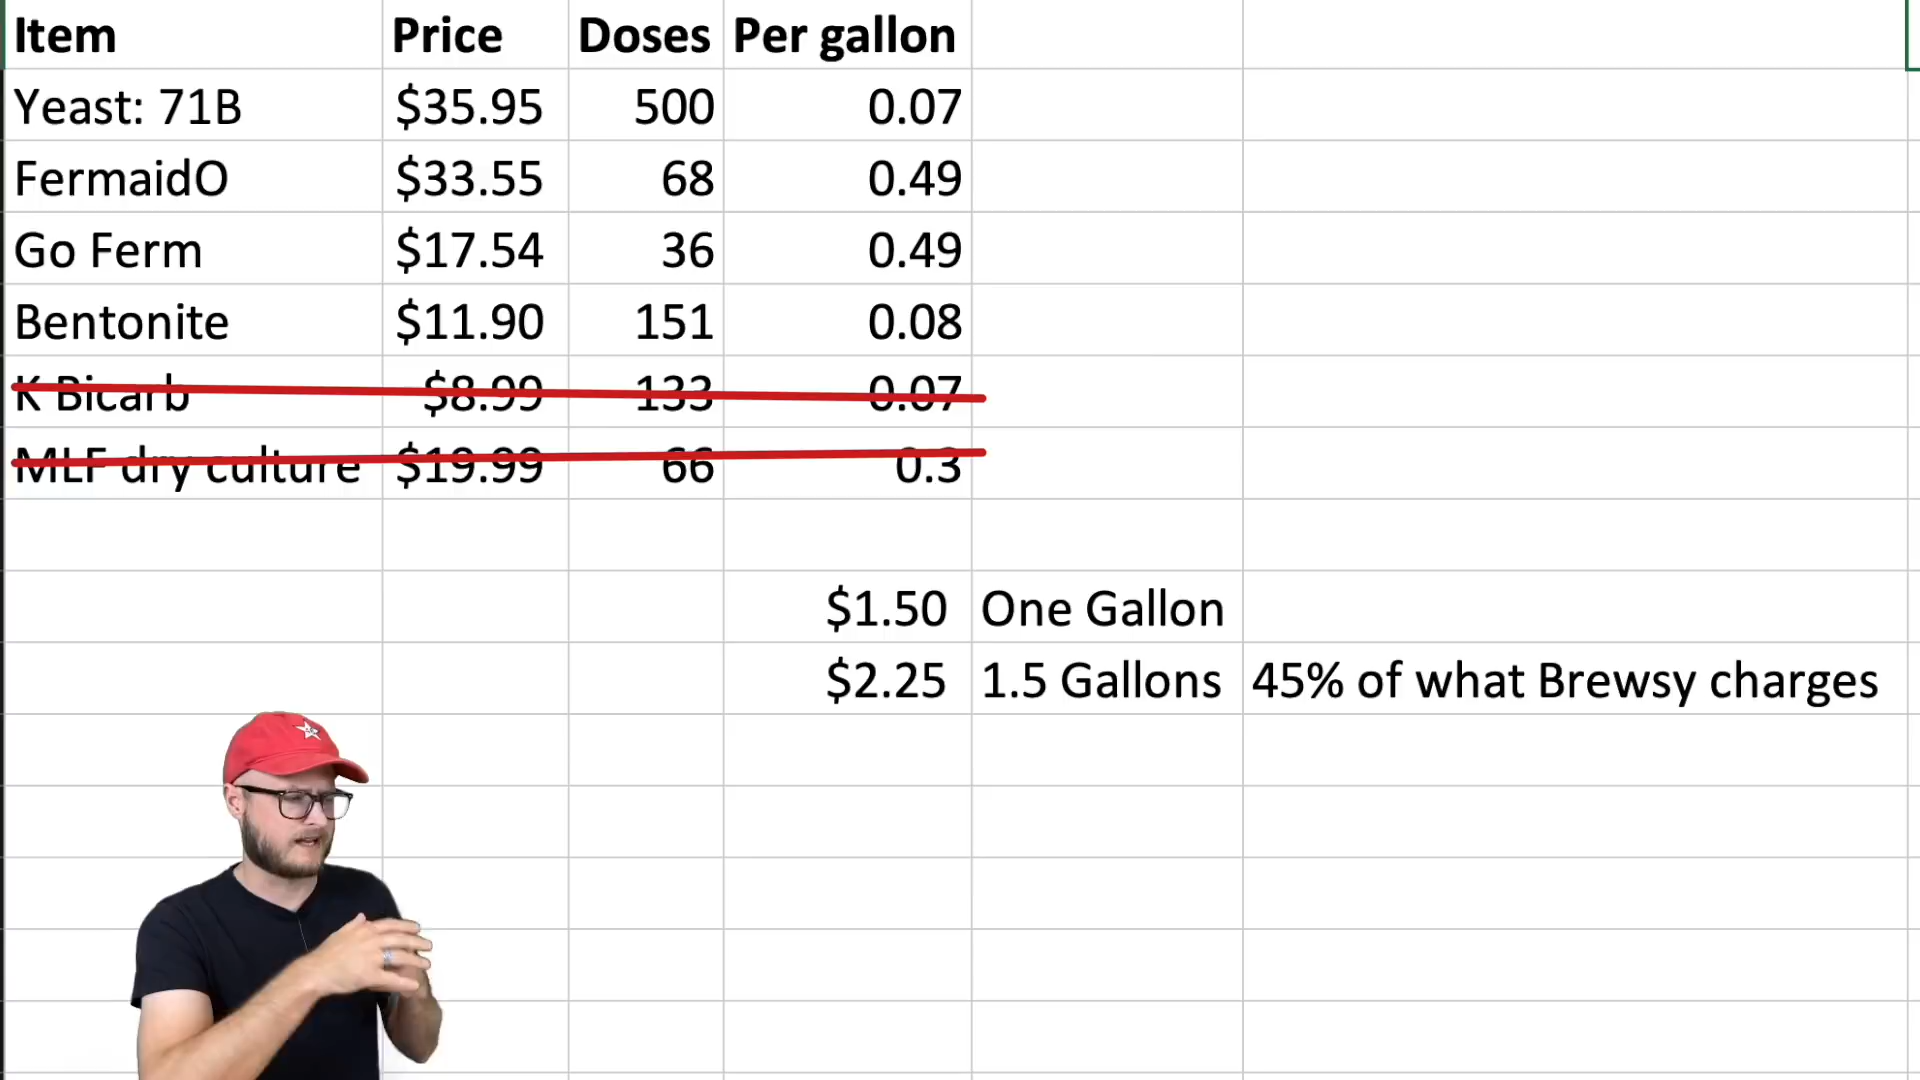 Item Price Doses Per gallon
Yeast: 71B $35.95 500 0.07
FermaidO $33.55 68 0.49
Go Ferm $17.54 36 0.49
Bentonite $11.90 151 0.08
K Bicarb $8.99 133 0.07
MLF dry culture $19.99 66 0.3
$1.50 One Gallon
$2.25 1.5 Gallons 45% of what Brewsy charges